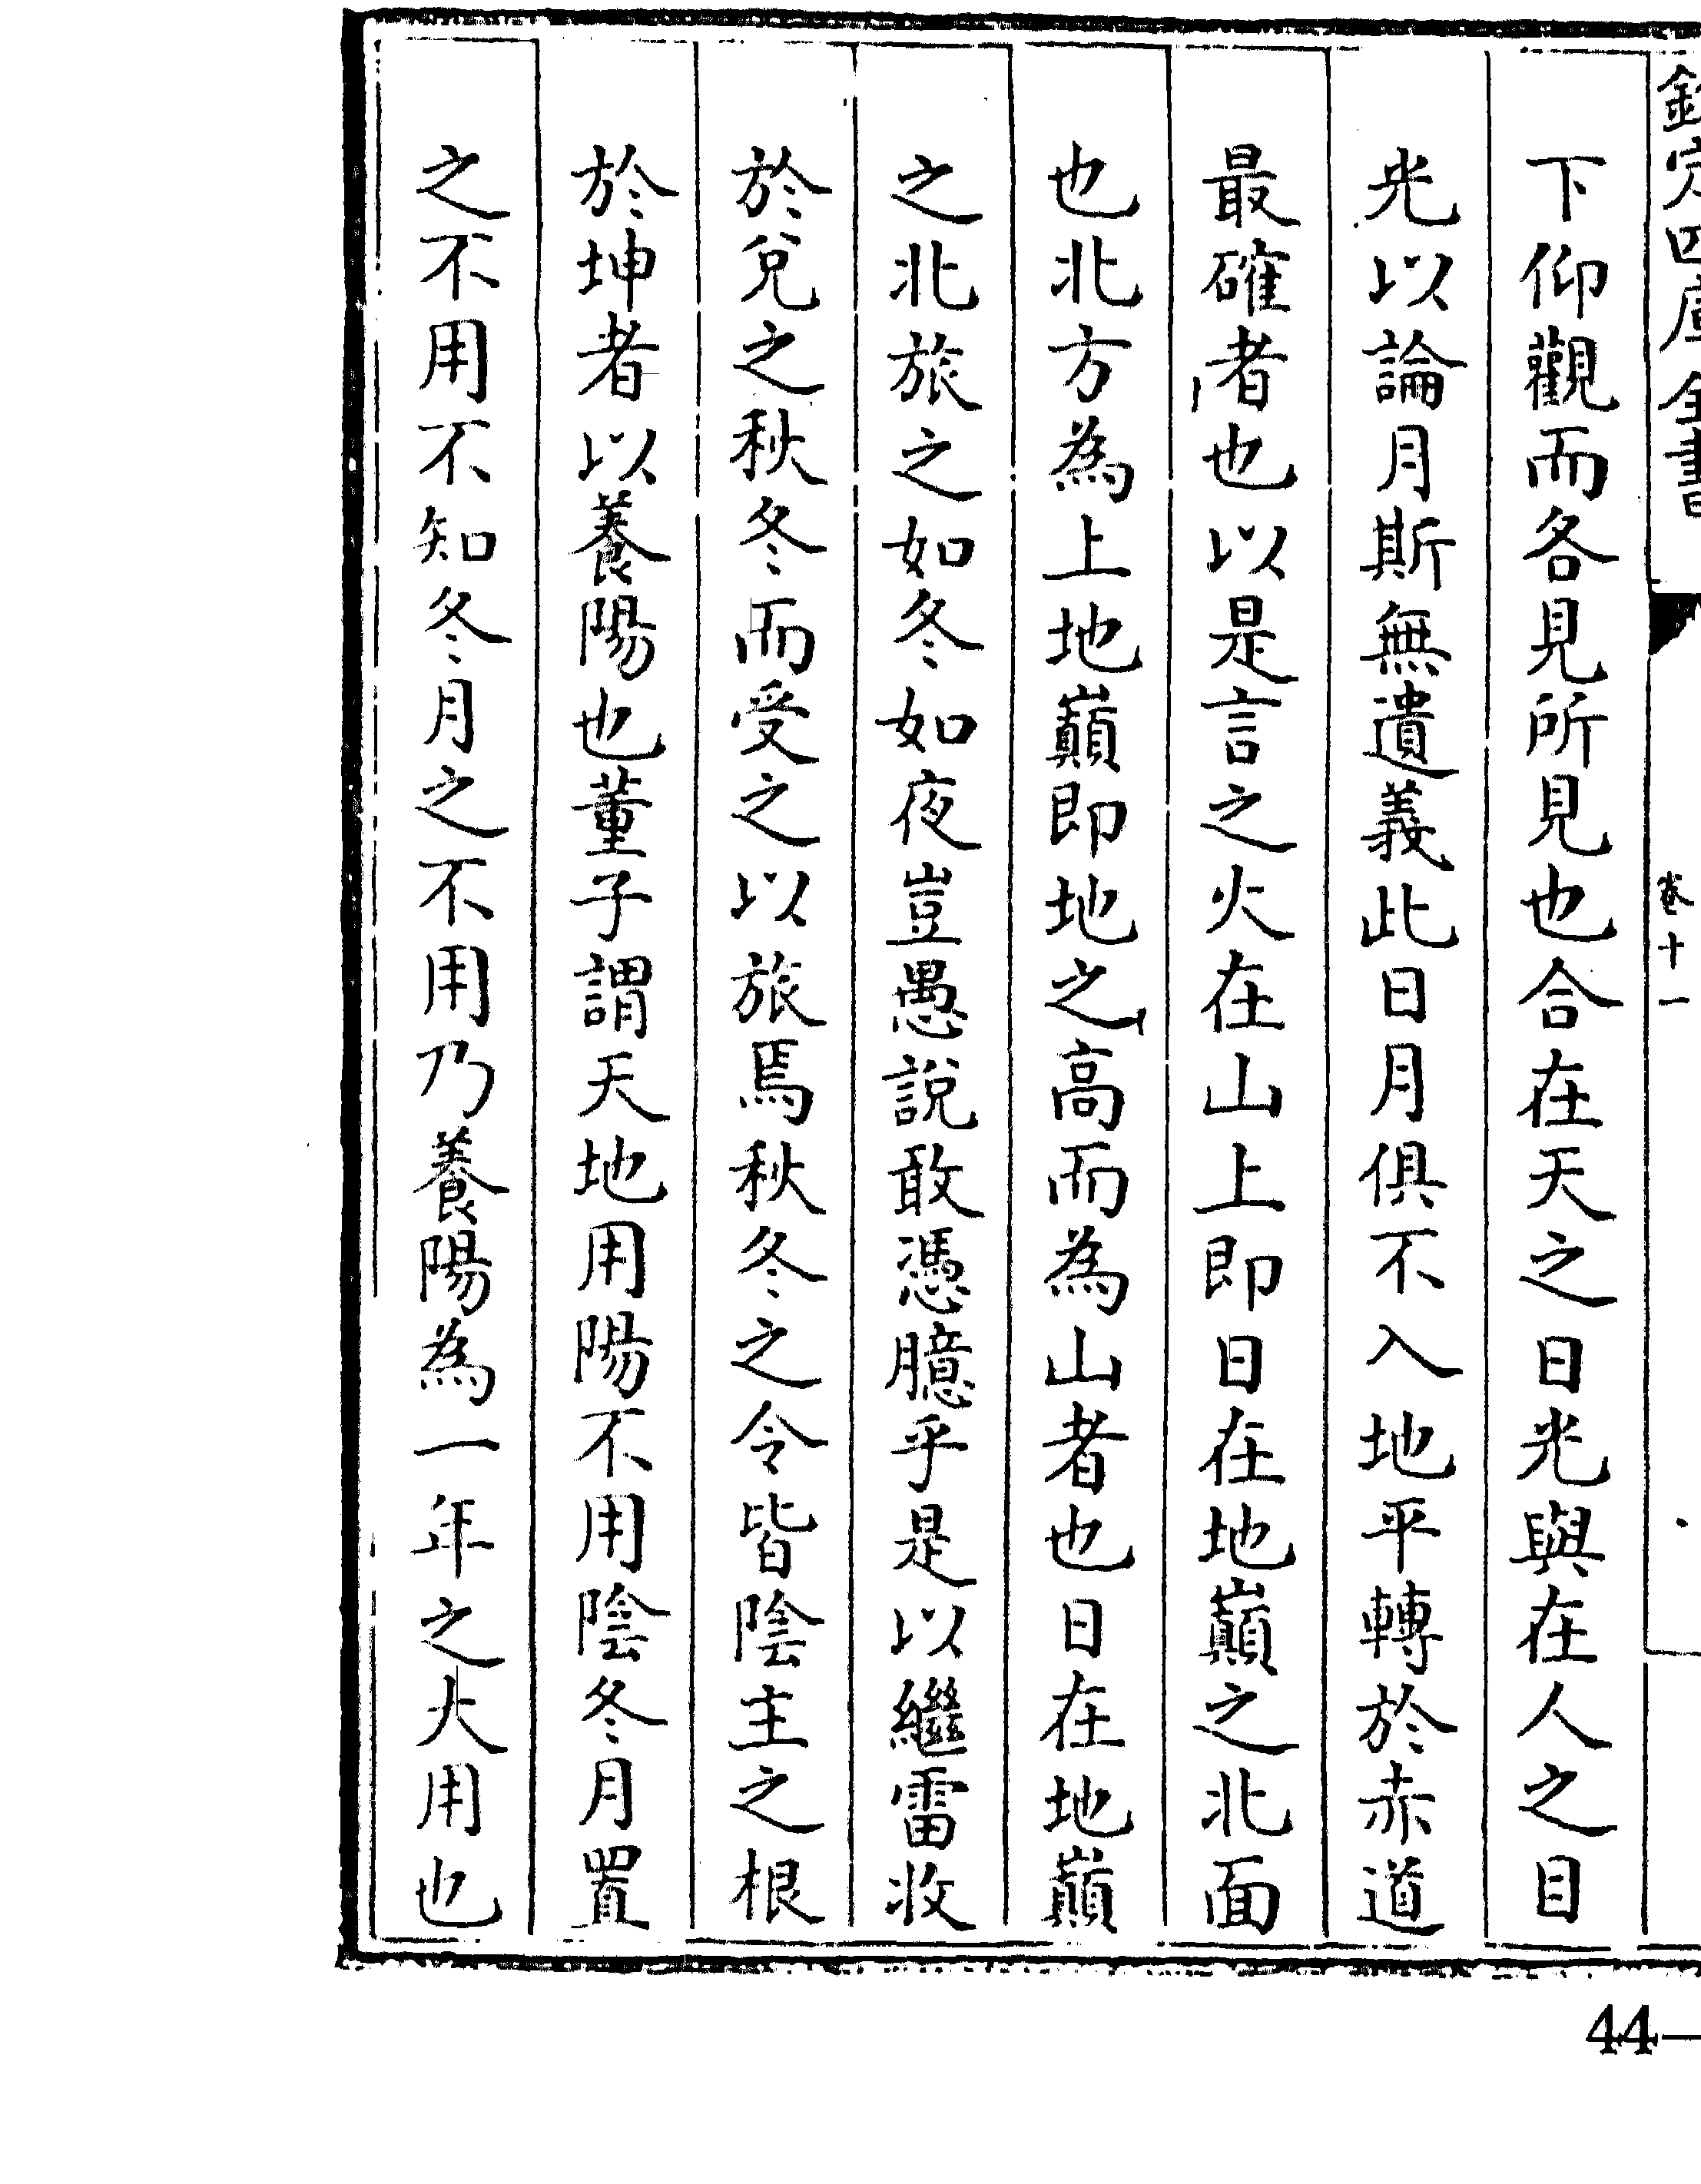 欽定四庫全書
卷十一
下仰觀而各見所見也合在天之日光與在人之目
光以論月斯無遺義此日月俱不入地平轉於赤道
最確者也以是言之火在山上即日在地巔之北面
也北方為上地巔即地之高而為山者也日在地巔
之北旅之如冬如夜豈愚說敢憑臆乎是以繼雷收
於兌之秋冬而受之以旅焉秋冬之令皆陰主之根
於坤者以養陽也董子謂天地用陽不用陰冬月置
之不用不知冬月之不用乃養陽為一年之大用也
44—